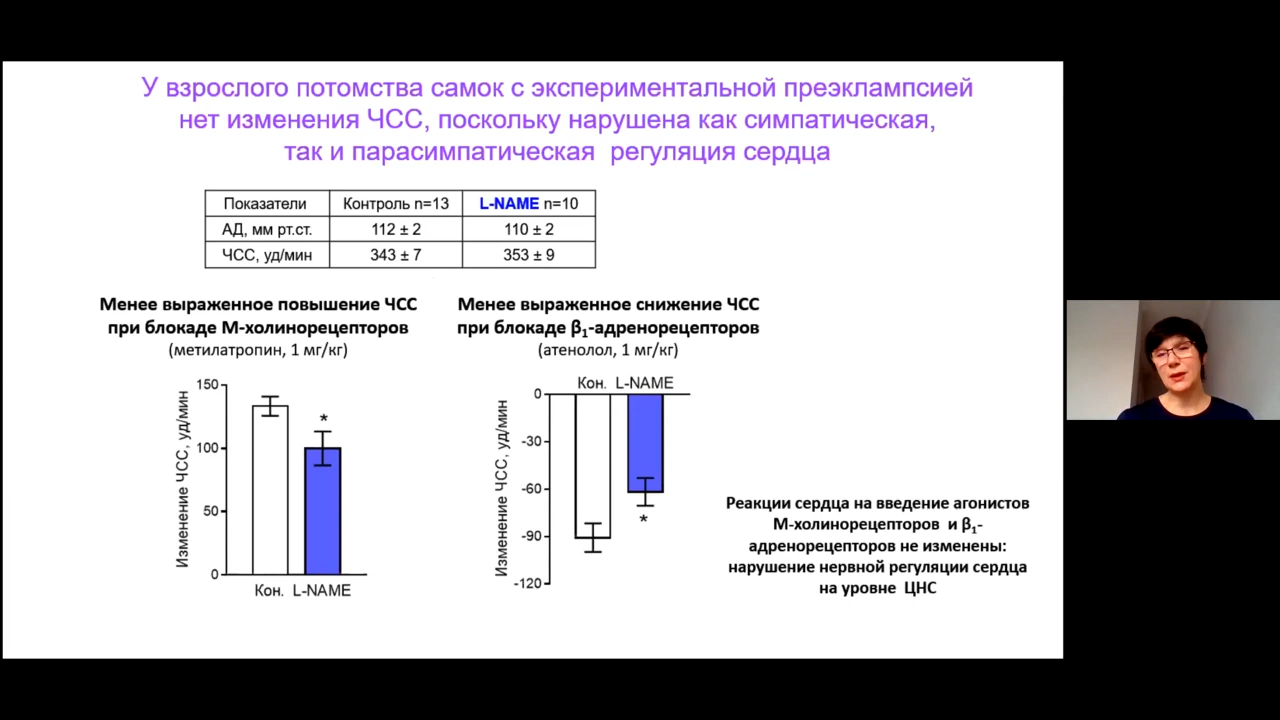 У взрослого потомства самок с экспериментальной преэклампсией
нет изменения ЧСС, поскольку нарушена как симпатическая,
так и парасимпатическая регуляция сердца
Показатели Контроль n=13 L-NAME n=10
АД, мм рт.ст. 112 ± 2 110 ± 2
ЧСС, уд/мин 343 ± 7 353 ± 9
Менее выраженное повышение ЧСС
при блокаде М-холинорецепторов
(метилатропин, 1 мг/кг)
Изменение ЧСС, уд/мин
150
100
50
0
*
Кон. L-NAME
Менее выраженное снижение ЧСС
при блокаде β1-адренорецепторов
(атенолол, 1 мг/кг)
Кон. L-NAME
Изменение ЧСС, уд/мин
0
-30
-60
-90
-120
*
Реакции сердца на введение агонистов
М-холинорецепторов и β1-
адренорецепторов не изменены:
нарушение нервной регуляции сердца
на уровне ЦНС